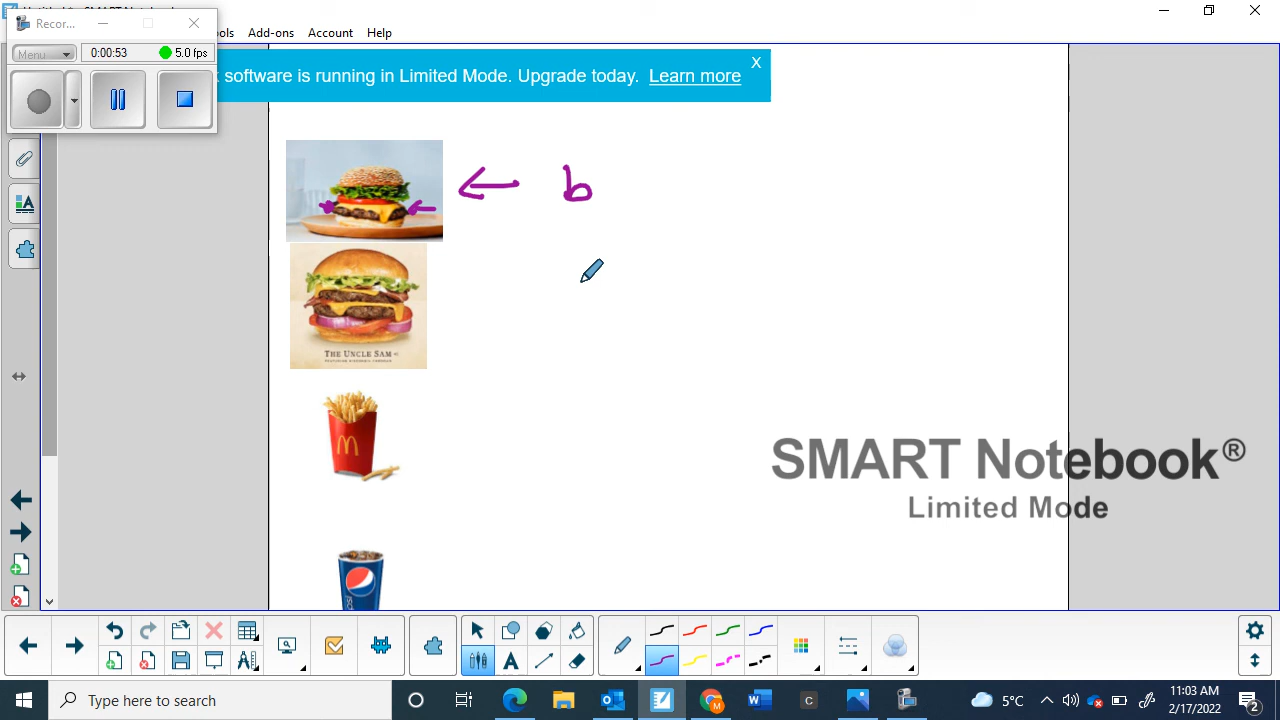 Recor...
Menu
0:00:53
5.0 fps
Add-ons Account Help
software is running in Limited Mode. Upgrade today. Learn more X
b
THE UNCLE SAM
pepsi
SMART Notebook®
Limited Mode
A
A
Type here to search
W
C
M
5°C
11:03 AM
2/17/2022
2